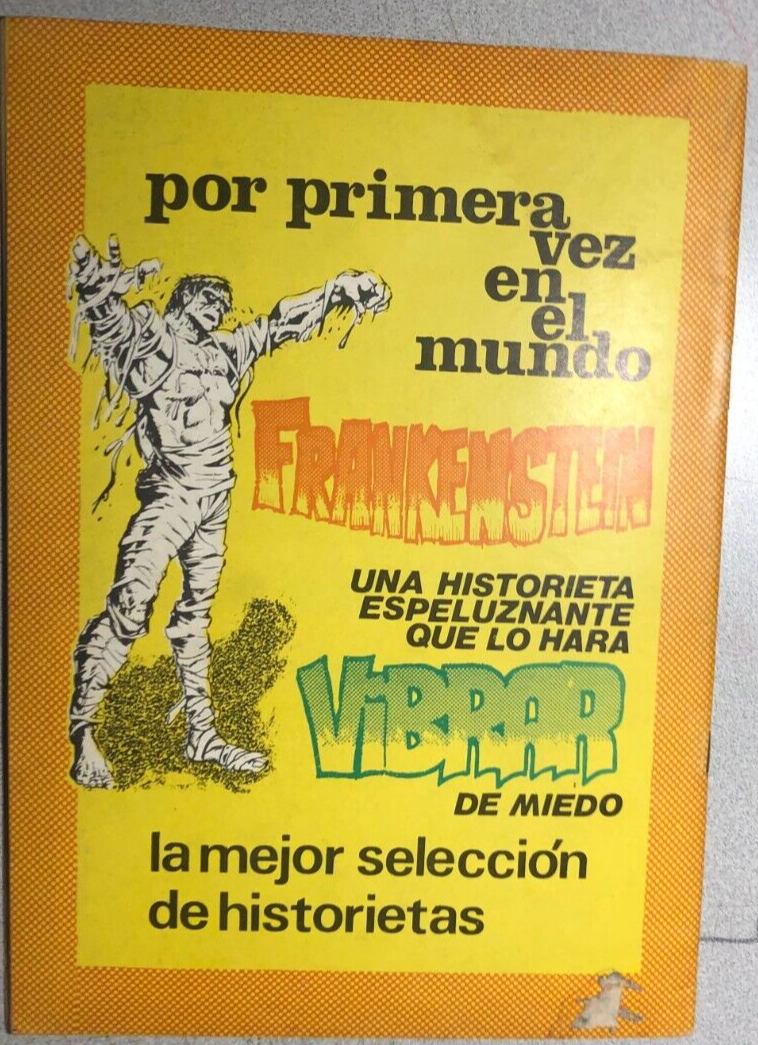 por primera
vez
en
el
mundo
FRANKENSTEIN
UNA HISTORIETA
ESPELUZNANTE
QUE LO HARA
ViBRAR
DE MIEDO
la mejor selección
de historietas